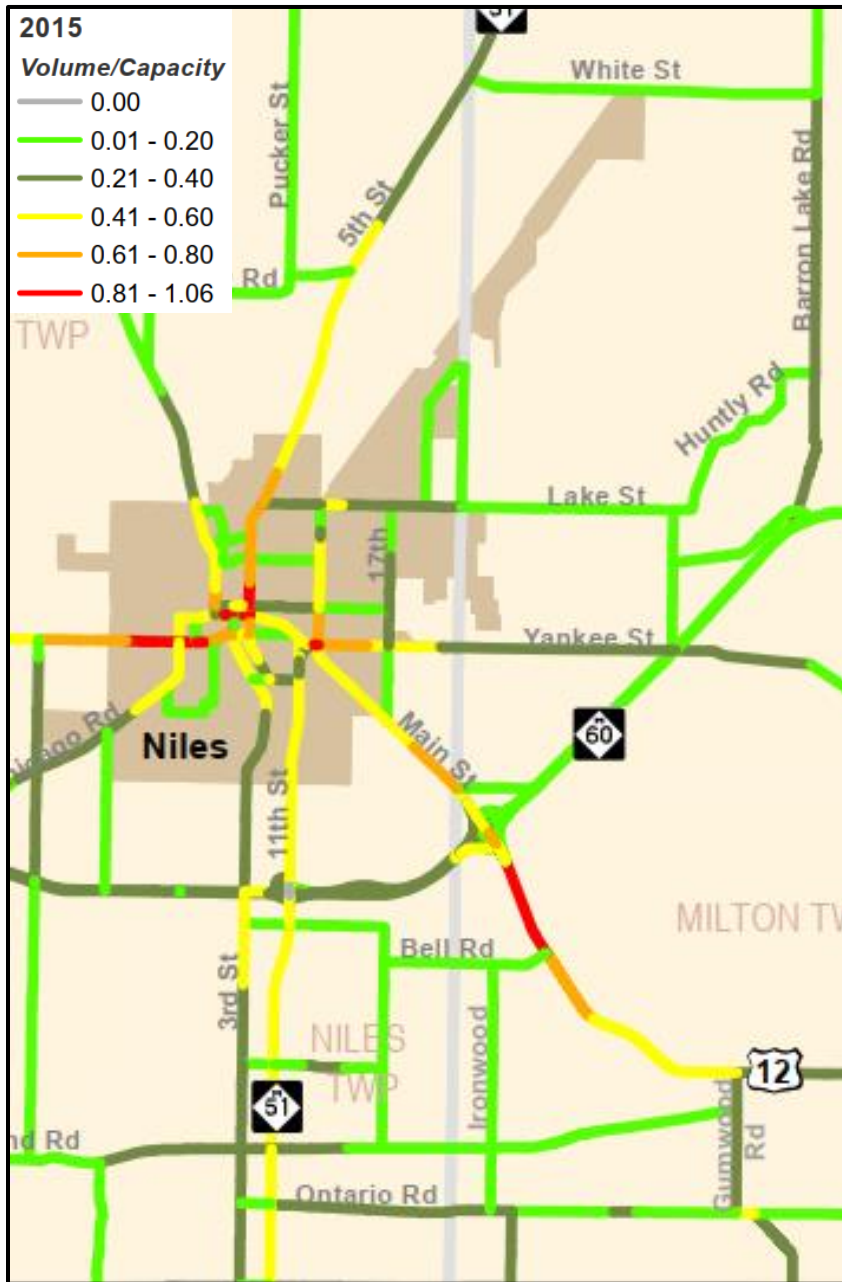 2015
Volume/Capacity
0.00
0.01 - 0.20
0.21 - 0.40
0.41 - 0.60
0.61 - 0.80
0.81 - 1.06
51
White St
Pucker St
5th St
Barron Lake Rd
Rd
TWP
Huntly Rd
Lake St
17th
Yankee St
Main St
M
60
Niles
icago Rd
11th St
MILTON TW
Bell Rd
3rd St
Ironwood
NILES
TWP
12
M
51
nd Rd
Gumwood
Rd
Ontario Rd